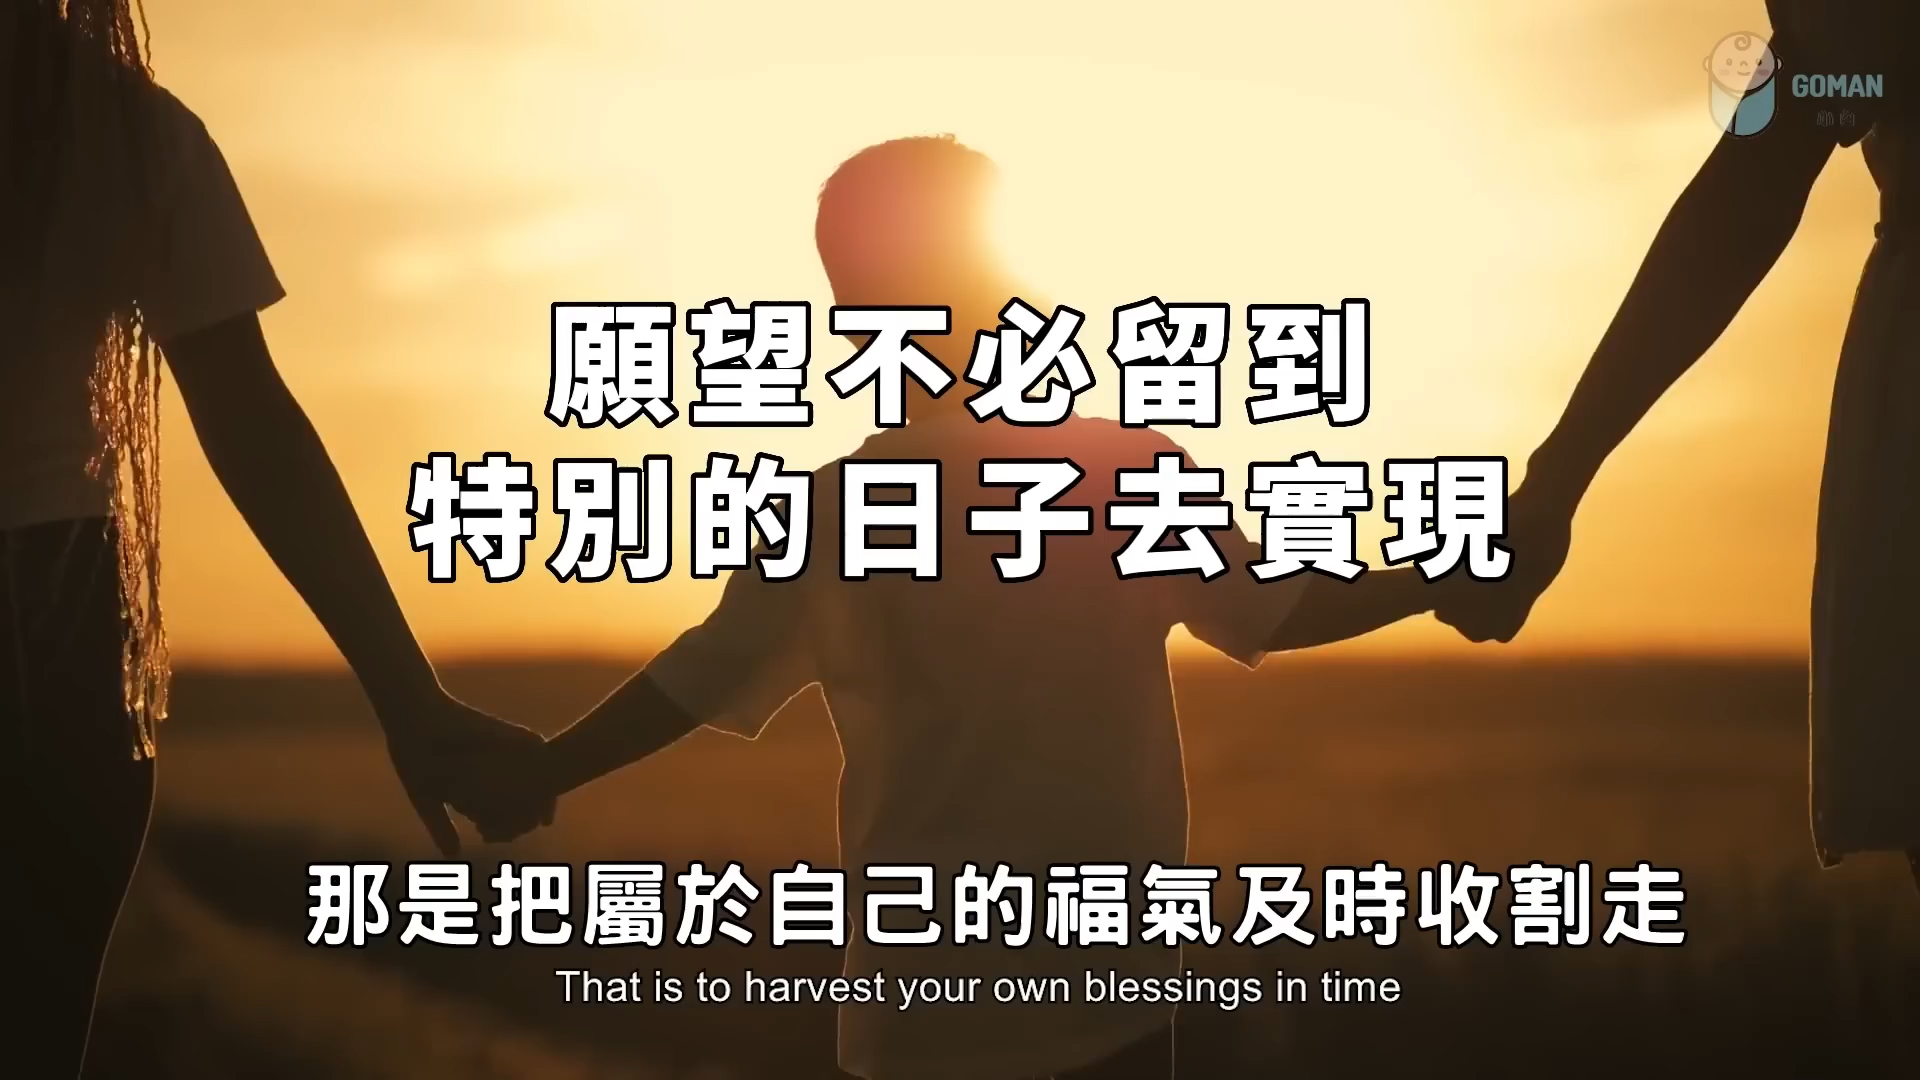 GOMAN
願望不必留到
特別的日子去實現
那是把屬於自己的福氣及時收割走
That is to harvest your own blessings in time